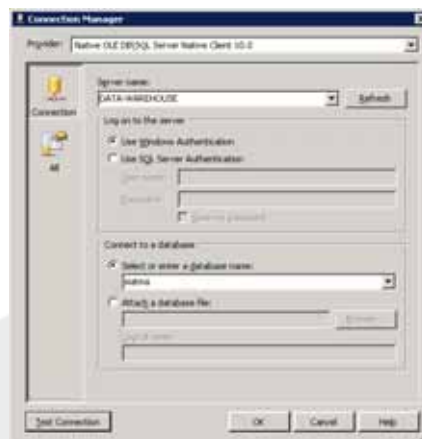 Connection Manager
Provider: Native OLE DB\SQL Server Native Client 10.0
Connection
All
Server name:
DATA-WAREHOUSE
Refresh
Log on to the server
Use Windows Authentication
Use SQL Server Authentication
User name:
Password:
Save my password
Connect to a database
Select or enter a database name:
Attach a database file:
Browse...
Logical name:
Test Connection
OK
Cancel
Help